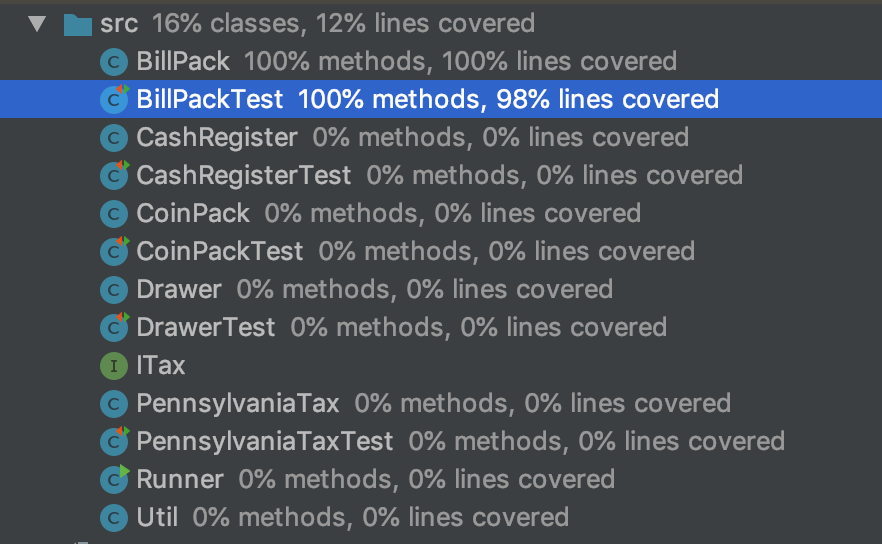 src 16% classes, 12% lines covered
C BillPack 100% methods, 100% lines covered
C BillPackTest 100% methods, 98% lines covered
C CashRegister 0% methods, 0% lines covered
C CashRegisterTest 0% methods, 0% lines covered
C CoinPack 0% methods, 0% lines covered
C CoinPackTest 0% methods, 0% lines covered
C Drawer 0% methods, 0% lines covered
C DrawerTest 0% methods, 0% lines covered
I ITax
C PennsylvaniaTax 0% methods, 0% lines covered
C PennsylvaniaTaxTest 0% methods, 0% lines covered
C Runner 0% methods, 0% lines covered
C Util 0% methods, 0% lines covered